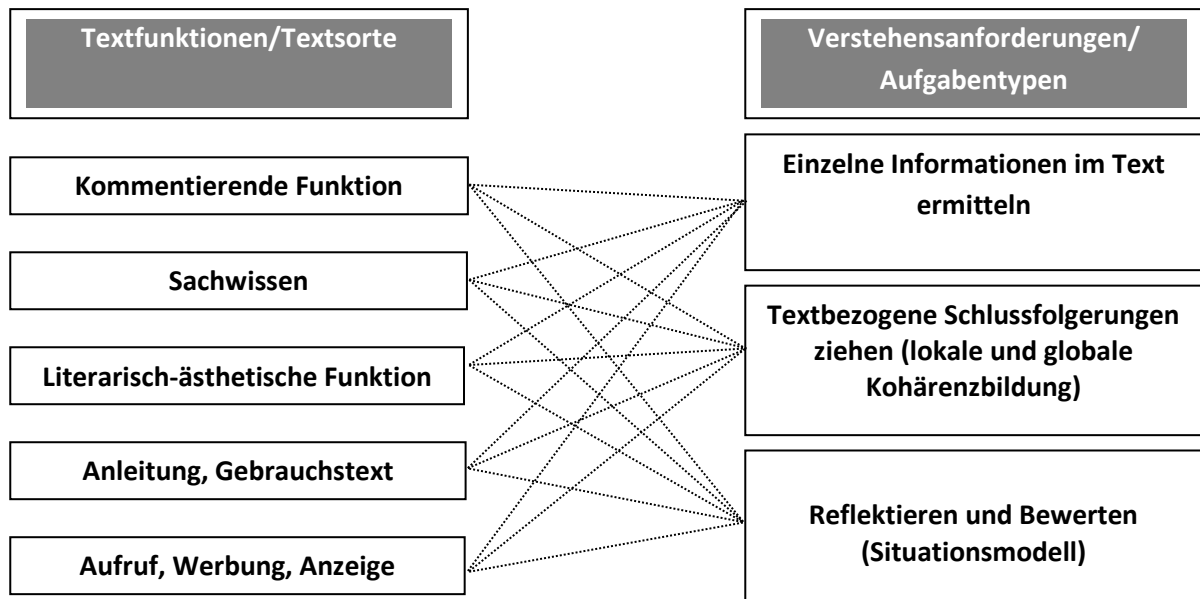 Textfunktionen/Textsorte
Verstehensanforderungen/
Aufgabentypen
Kommentierende Funktion
Sachwissen
Literarisch-ästhetische Funktion
Anleitung, Gebrauchstext
Aufruf, Werbung, Anzeige
Einzelne Informationen im Text
ermitteln
Textbezogene Schlussfolgerungen
ziehen (lokale und globale
Kohärenzbildung)
Reflektieren und Bewerten
(Situationsmodell)